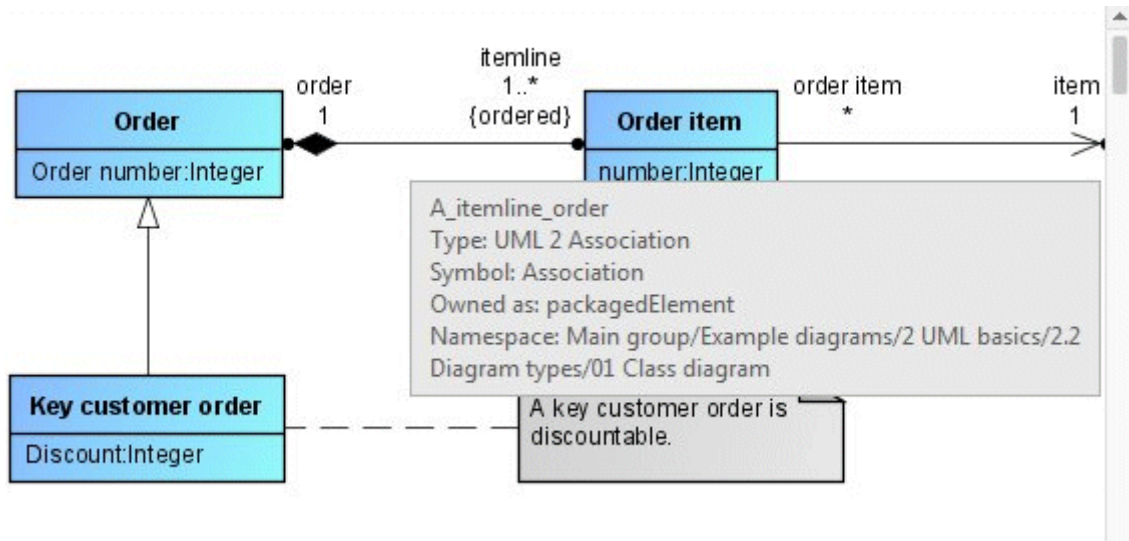 itemline
order
1..*
order item
item
1
{ordered}
*
1
Order
Order item
Order number:Integer
number:Integer
A_itemline_order
Type: UML 2 Association
Symbol: Association
Owned as: packagedElement
Namespace: Main group/Example diagrams/2 UML basics/2.2
Diagram types/01 Class diagram
Key customer order
Discount:Integer
A key customer order is
discountable.